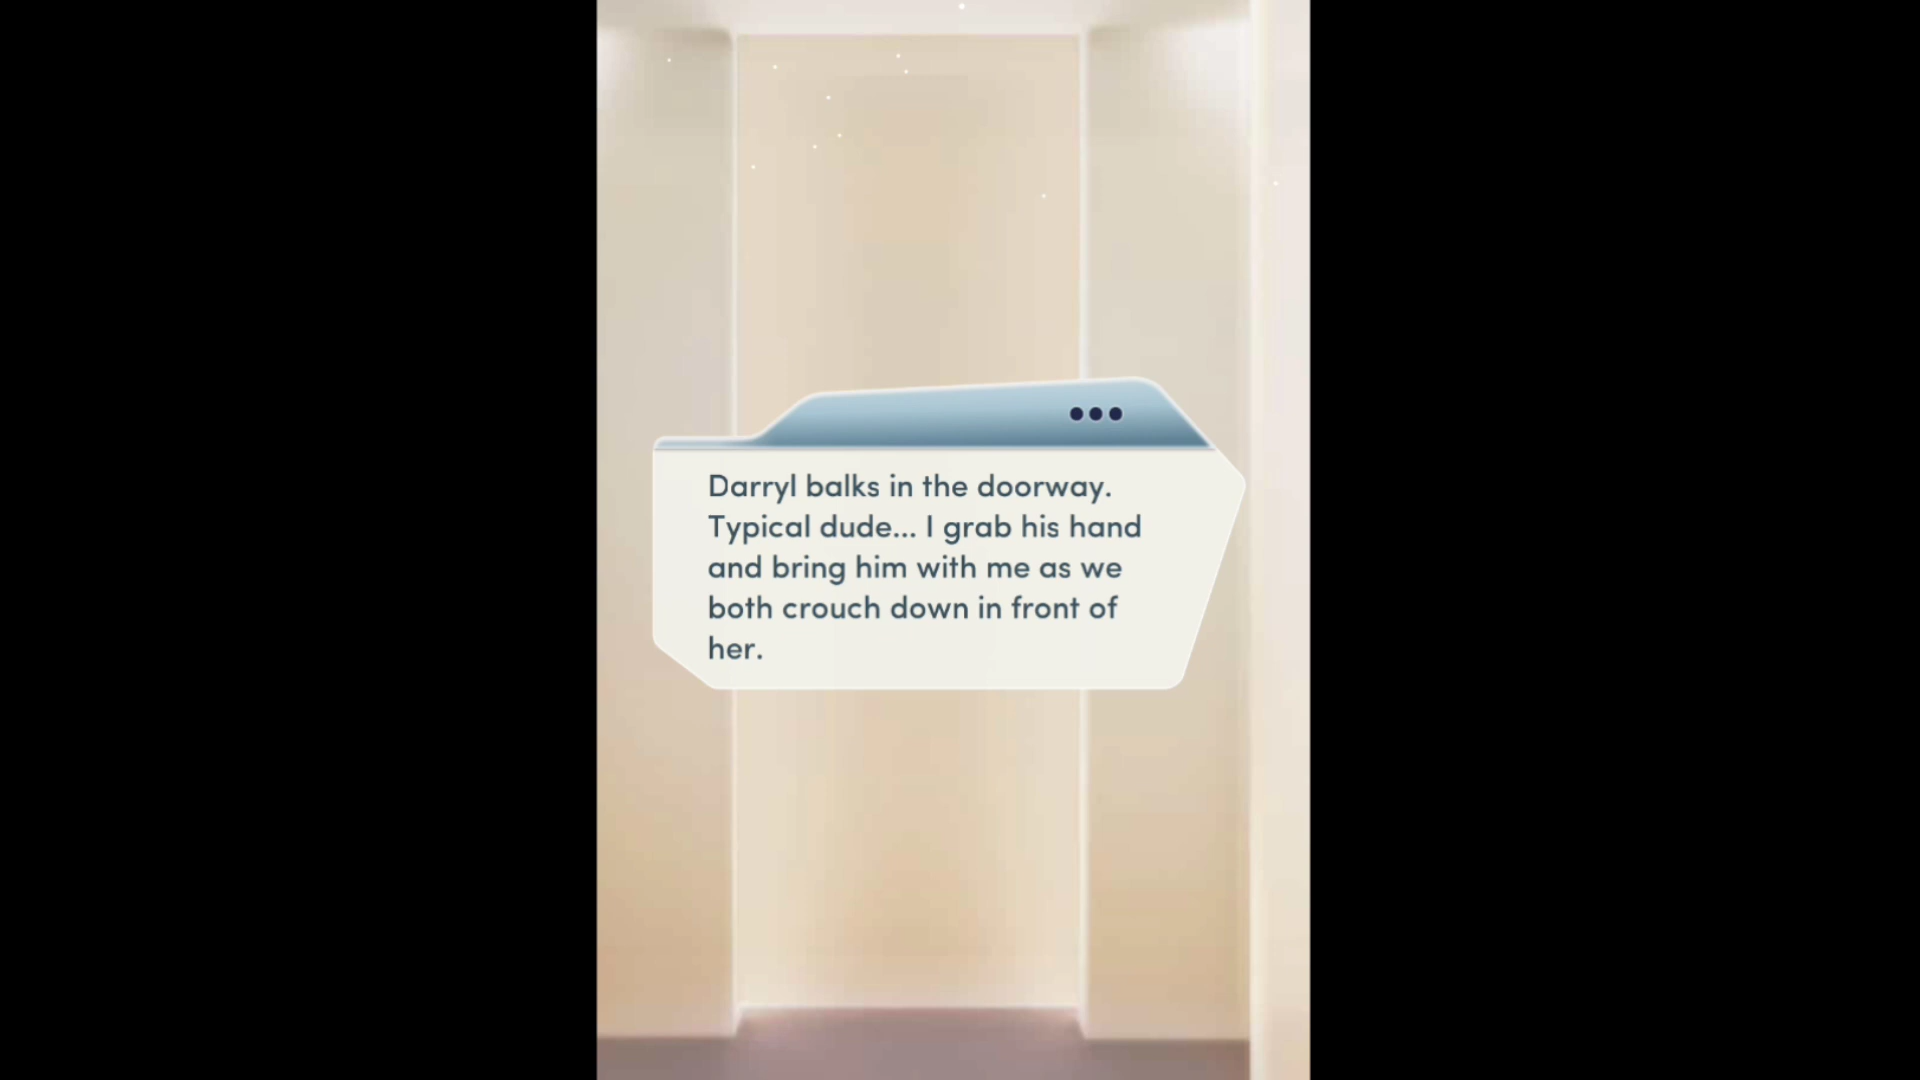 Darryl balks in the doorway.
Typical dude... I grab his hand
and bring him with me as we
both crouch down in front of
her.